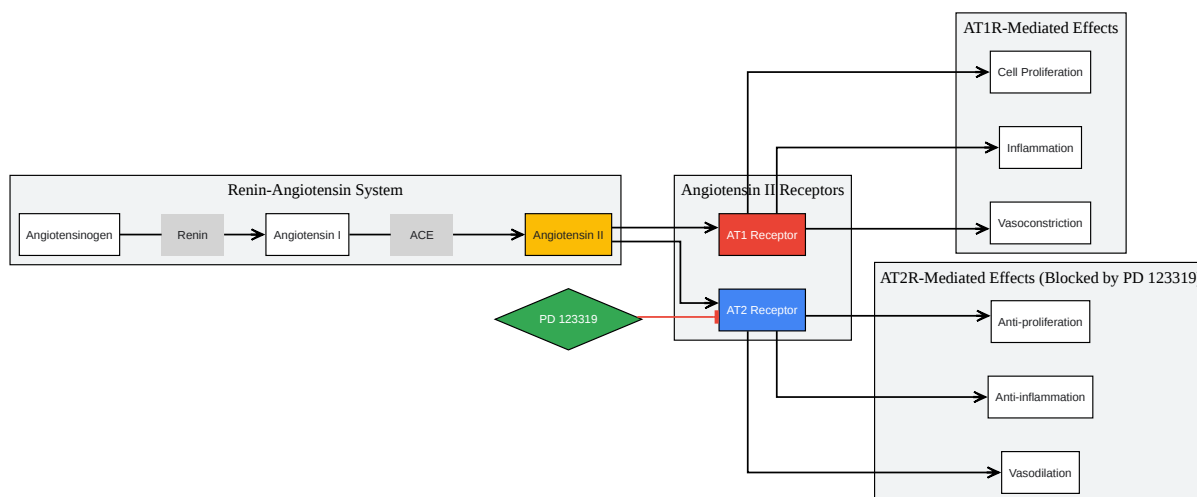 AT1R-Mediated Effects
Cell Proliferation
Inflammation
Vasoconstriction
Renin-Angiotensin System
Angiotensinogen
Renin
Angiotensin I
ACE
Angiotensin II
Angiotensin II Receptors
AT1 Receptor
AT2 Receptor
PD 123319
AT2R-Mediated Effects (Blocked by PD 123319)
Anti-proliferation
Anti-inflammation
Vasodilation